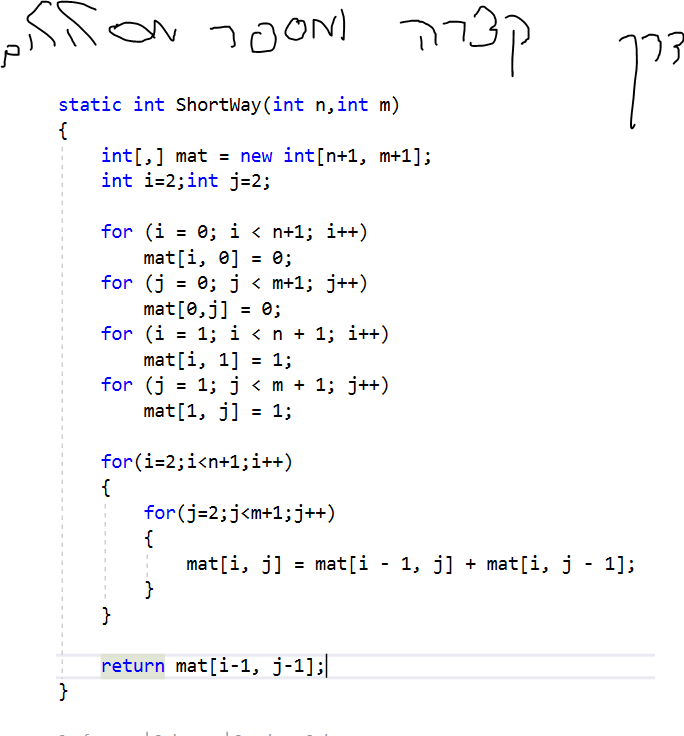 דרך קצרה ומספר
static int ShortWay(int n,int m)
{
int[,] mat = new int[n+1, m+1];
int i=2;int j=2;
for (i = 0; i < n+1; i++)
mat[i, 0] = 0;
for (j = 0; j < m+1; j++)
mat[0,j] = 0;
for (i = 1; i < n + 1; i++)
mat[i, 1] = 1;
for (j = 1; j < m + 1; j++)
mat[1, j] = 1;
for(i=2;i<n+1;i++)
{
for(j=2;j<m+1;j++)
{
mat[i, j] = mat[i - 1, j] + mat[i, j - 1];
}
}
return mat[i-1, j-1];
}